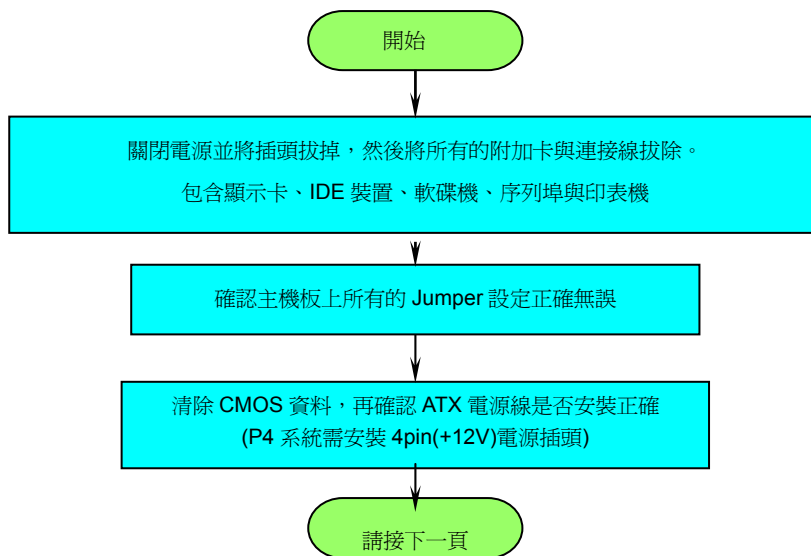 開始
關閉電源並將插頭拔掉，然後將所有的附加卡與連接線拔除。
包含顯示卡、IDE 裝置、軟碟機、序列埠與印表機
確認主機板上所有的 Jumper 設定正確無誤
清除 CMOS 資料，再確認 ATX 電源線是否安裝正確
(P4 系統需安裝 4pin(+12V)電源插頭)
請接下一頁